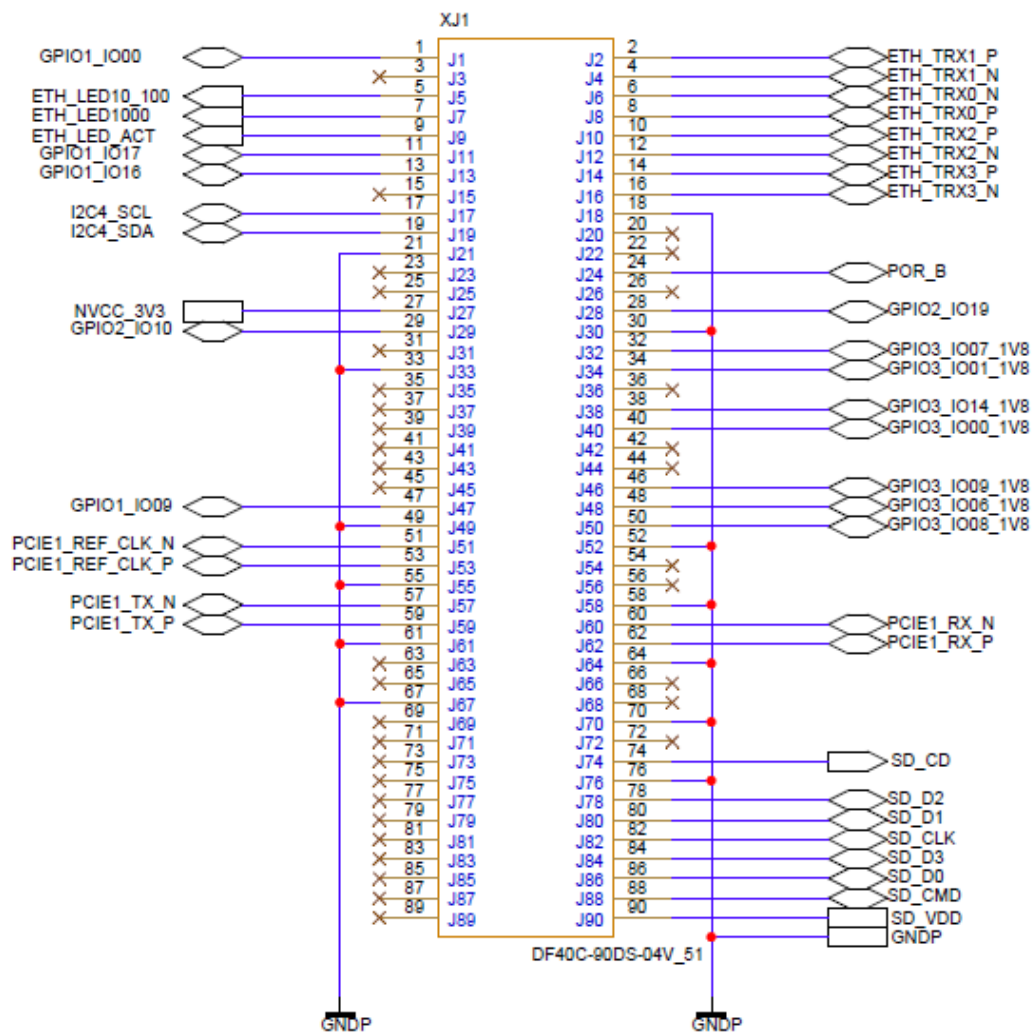 XJ1
GPIO1_IO00 1 J1 J2 2 ETH_TRX1_P
3 J3 J4 4 ETH_TRX1_N
ETH_LED10_100 5 J5 J6 6 ETH_TRX0_N
ETH_LED1000 7 J7 J8 8 ETH_TRX0_P
ETH_LED_ACT 9 J9 J10 10 ETH_TRX2_P
GPIO1_IO17 11 J11 J12 12 ETH_TRX2_N
GPIO1_IO16 13 J13 J14 14 ETH_TRX3_P
15 J15 J16 16 ETH_TRX3_N
I2C4_SCL 17 J17 J18 18
I2C4_SDA 19 J19 J20 20
21 J21 J22 22
23 J23 J24 24 POR_B
25 J25 J26 26
NVCC_3V3 27 J27 J28 28 GPIO2_IO19
GPIO2_IO10 29 J29 J30 30
31 J31 J32 32 GPIO3_IO07_1V8
33 J33 J34 34 GPIO3_IO01_1V8
35 J35 J36 36
37 J37 J38 38 GPIO3_IO14_1V8
39 J39 J40 40 GPIO3_IO00_1V8
41 J41 J42 42
43 J43 J44 44
45 J45 J46 46 GPIO3_IO09_1V8
GPIO1_IO09 47 J47 J48 48 GPIO3_IO06_1V8
49 J49 J50 50 GPIO3_IO08_1V8
PCIE1_REF_CLK_N 51 J51 J52 52
PCIE1_REF_CLK_P 53 J53 J54 54
55 J55 J56 56
PCIE1_TX_N 57 J57 J58 58
PCIE1_TX_P 59 J59 J60 60 PCIE1_RX_N
61 J61 J62 62 PCIE1_RX_P
63 J63 J64 64
65 J65 J66 66
67 J67 J68 68
69 J69 J70 70
71 J71 J72 72
73 J73 J74 74 SD_CD
75 J75 J76 76
77 J77 J78 78 SD_D2
79 J79 J80 80 SD_D1
81 J81 J82 82 SD_CLK
83 J83 J84 84 SD_D3
85 J85 J86 86 SD_D0
87 J87 J88 88 SD_CMD
89 J89 J90 90 SD_VDD
GNDP
DF40C-90DS-04V_51
GNDP GNDP